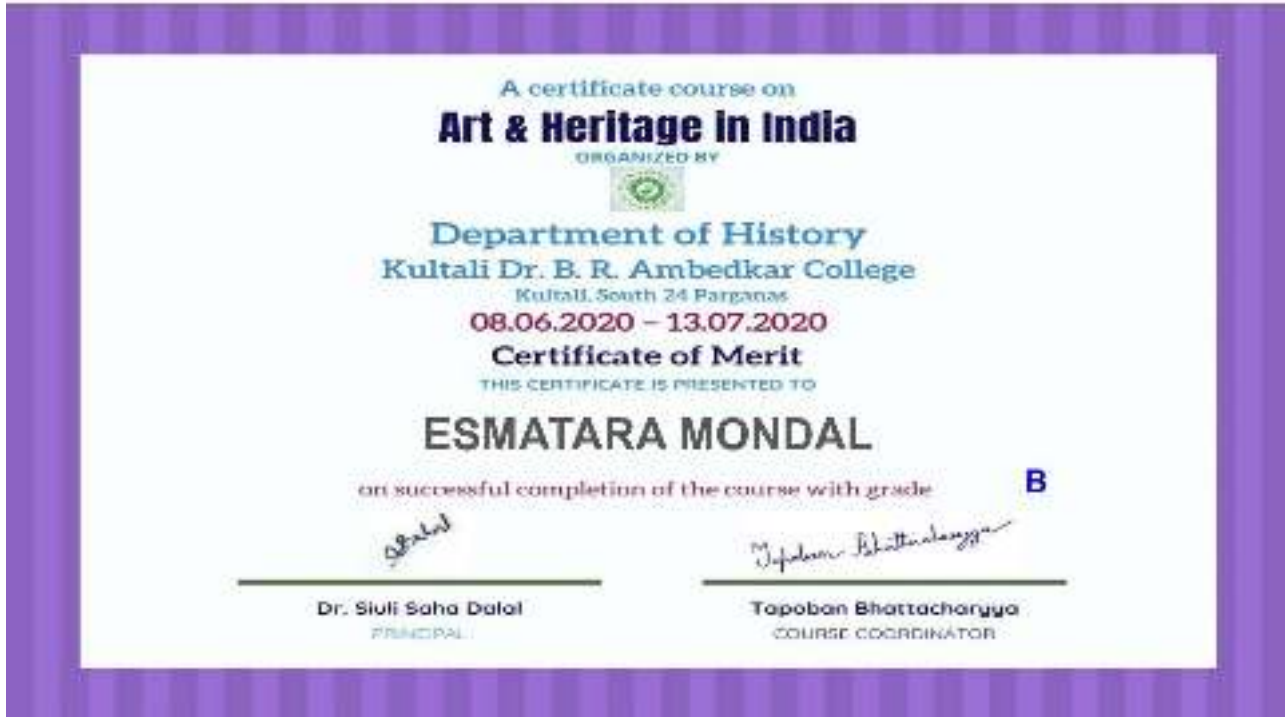 A certificate course on
Art & Heritage in India
ORGANIZED BY
Department of History
Kultali Dr. B. R. Ambedkar College
Kultali, South 24 Parganas
08.06.2020 – 13.07.2020
Certificate of Merit
THIS CERTIFICATE IS PRESENTED TO
ESMATARA MONDAL
on successful completion of the course with grade B
Tapoban Bhattacharyya
Dr. Siuli Saha Dalal Tapoban Bhattacharyya
PRINCIPAL COURSE COORDINATOR